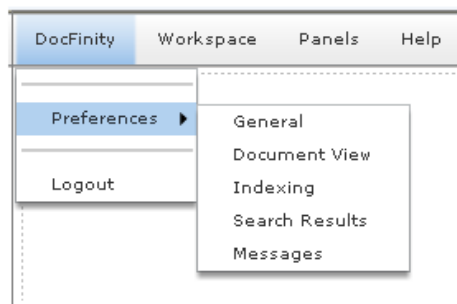 DocFinity Workspace Panels Help
Preferences
General
Document View
Indexing
Logout
Search Results
Messages